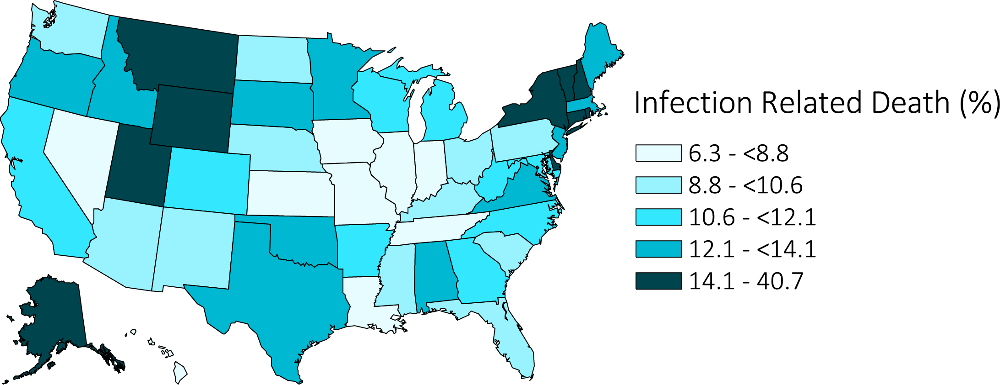 Infection Related Death (%)
6.3 - <8.8
8.8 - <10.6
10.6 - <12.1
12.1 - <14.1
14.1 - 40.7